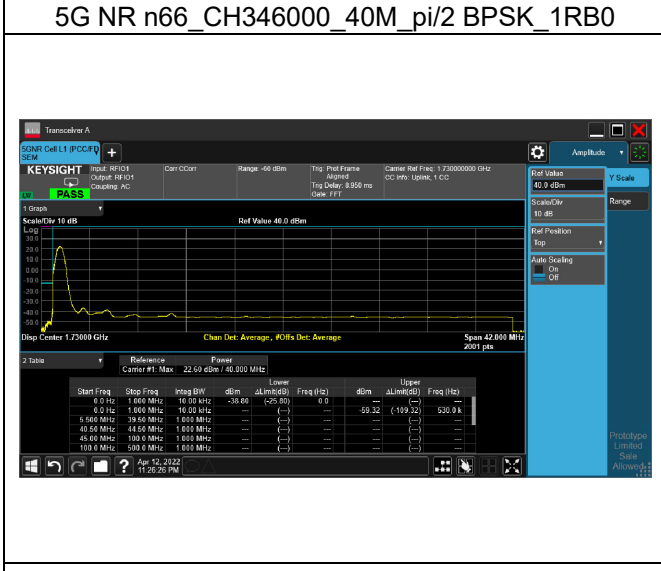 5G NR n66_CH346000_40M_pi/2 BPSK_1RB0
Transceiver A
5GNR Cell L1 (PCC/FD
SEM
Amplitude
KEYSIGHT
PASS
Input: RFIO1
Output: RFIO1
Coupling: AC
Corr CCorr
Range: -66 dBm
Trig: Pret Frame
Aligned
Trig Delay: 8.950 ms
Gate: FFT
Carrier Ref Freq: 1.730000000 GHz
CC Info: Uplink, 1 CC
Ref Value
40.0 dBm
Y Scale
Scale/Div
10 dB
Range
Ref Position
Top
Auto Scaling
On
Off
1 Graph
Scale/Div 10 dB
Ref Value 40.0 dBm
Log
30.0
20.0
10.0
0.00
-10.0
-20.0
-30.0
-40.0
-50.0
Disp Center 1.73000 GHz
Chan Det: Average, #Offs Det: Average
Span 42.000 MHz
2001 pts
2 Table
Reference Power
Carrier #1: Max 22.60 dBm / 40.000 MHz
Lower Upper
Start Freq Stop Freq Integ BW dBm ΔLimit(dB) Freq (Hz) dBm ΔLimit(dB) Freq (Hz)
0.0 Hz 1.000 MHz 10.00 kHz -38.80 (-25.80) 0.0 --- (---) ---
0.0 Hz 1.000 MHz 10.00 kHz --- (---) --- -59.32 (-109.32) 530.0 k
5.500 MHz 39.50 MHz 1.000 MHz --- (---) --- --- (---) ---
40.50 MHz 44.50 MHz 1.000 MHz --- (---) --- --- (---) ---
45.00 MHz 100.0 MHz 1.000 MHz --- (---) --- --- (---) ---
100.0 MHz 500.0 MHz 1.000 MHz --- (---) --- --- (---) ---
Apr 12, 2022
11:26:26 PM
Prototype
Limited
Sale
Allowed